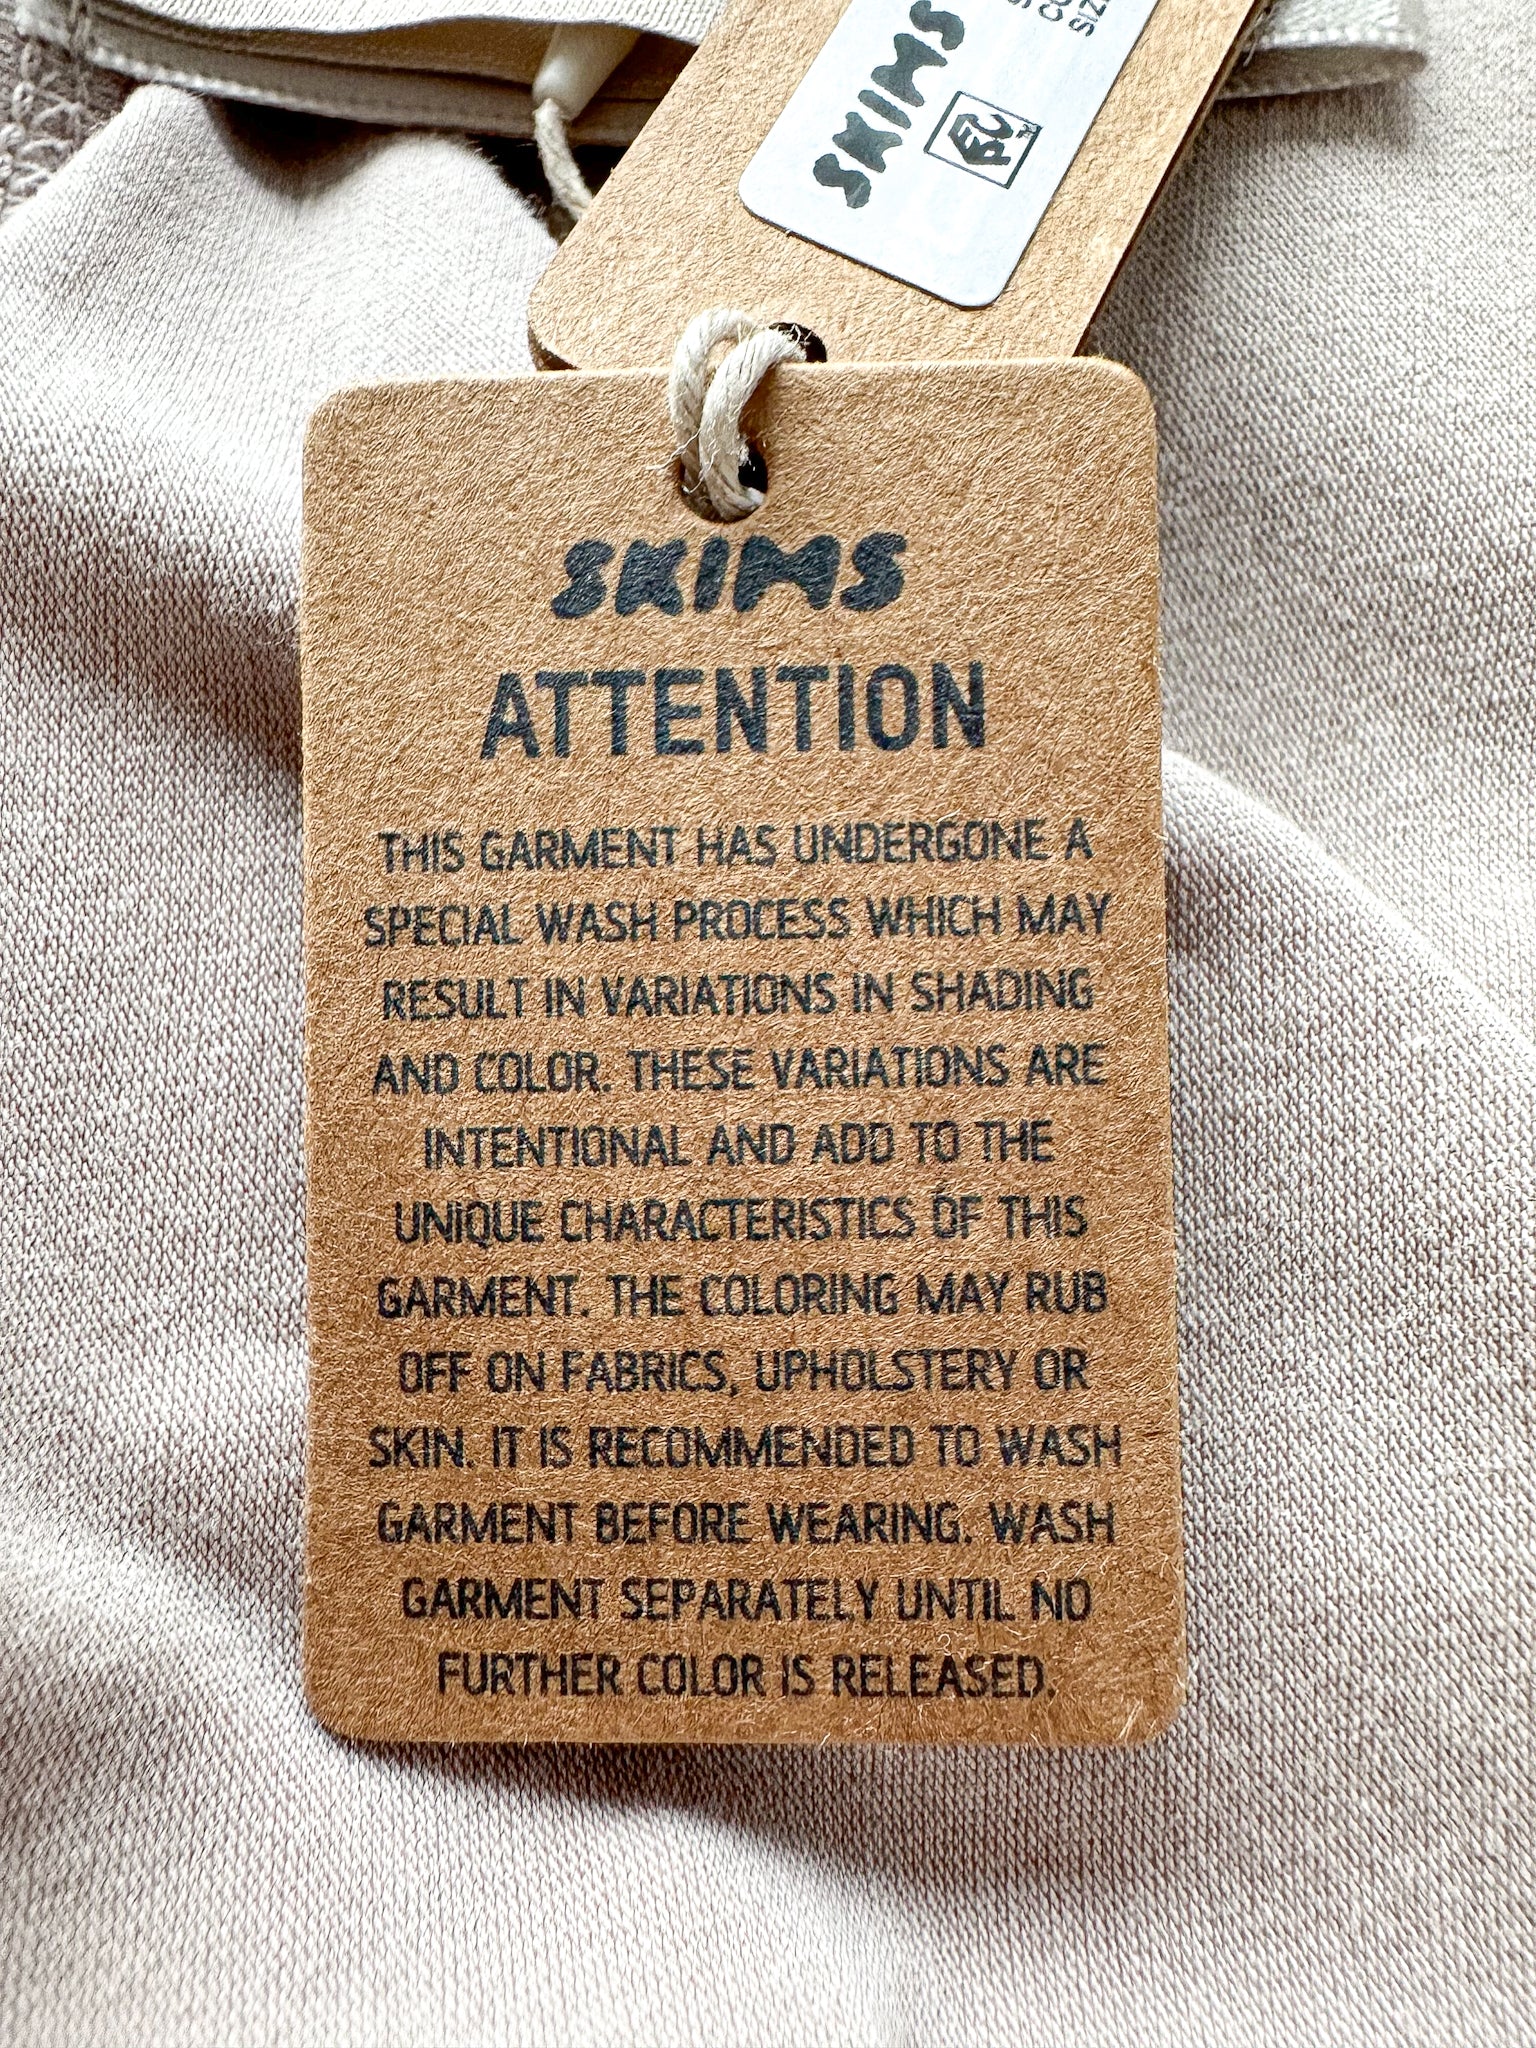 SKIMS
SKIMS
ATTENTION
THIS GARMENT HAS UNDERGONE A
SPECIAL WASH PROCESS WHICH MAY
RESULT IN VARIATIONS IN SHADING
AND COLOR. THESE VARIATIONS ARE
INTENTIONAL AND ADD TO THE
UNIQUE CHARACTERISTICS OF THIS
GARMENT. THE COLORING MAY RUB
OFF ON FABRICS, UPHOLSTERY OR
SKIN. IT IS RECOMMENDED TO WASH
GARMENT BEFORE WEARING. WASH
GARMENT SEPARATELY UNTIL NO
FURTHER COLOR IS RELEASED.